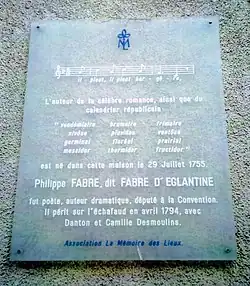 il pleut, il pleut ber - gè - re,
L'auteur de la célèbre romance, ainsi que du
calendrier républicain
"vendémiaire brumaire frimaire
nivôse pluviôse ventôse
germinal floréal prairial
messidor thermidor fructidor"
est né dans cette maison le 29 Juillet 1755.
Philippe FABRE, dit FABRE D'EGLANTINE
fut poète, auteur dramatique, député à la Convention.
Il périt sur l'échafaud en avril 1794, avec
Danton et Camille Desmoulins.
Association La Mémoire des Lieux.